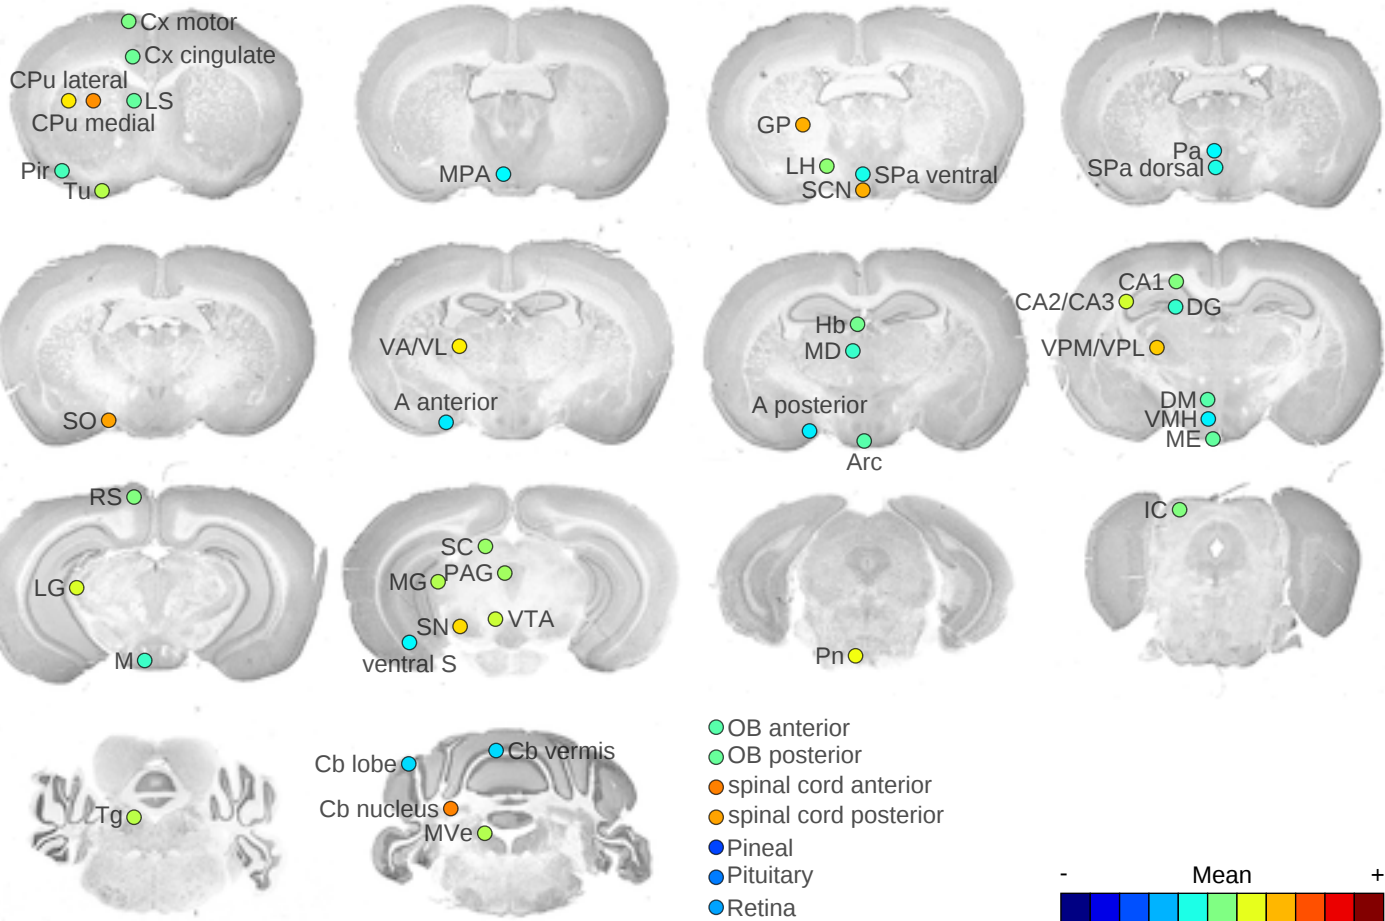 Cx motor
Cx cingulate
CPu lateral
LS
CPu medial
Pir
Tu
MPA
GP
LH
SPa ventral
SCN
Pa
SPa dorsal
SO
VA/VL
A anterior
Hb
MD
A posterior
Arc
CA1
CA2/CA3
DG
VPM/VPL
DM
VMH
ME
RS
LG
M
SC
MG
PAG
SN
VTA
ventral S
Pn
IC
Tg
Cb lobe
Cb vermis
Cb nucleus
MVe
OB anterior
OB posterior
spinal cord anterior
spinal cord posterior
Pineal
Pituitary
Retina
- Mean +